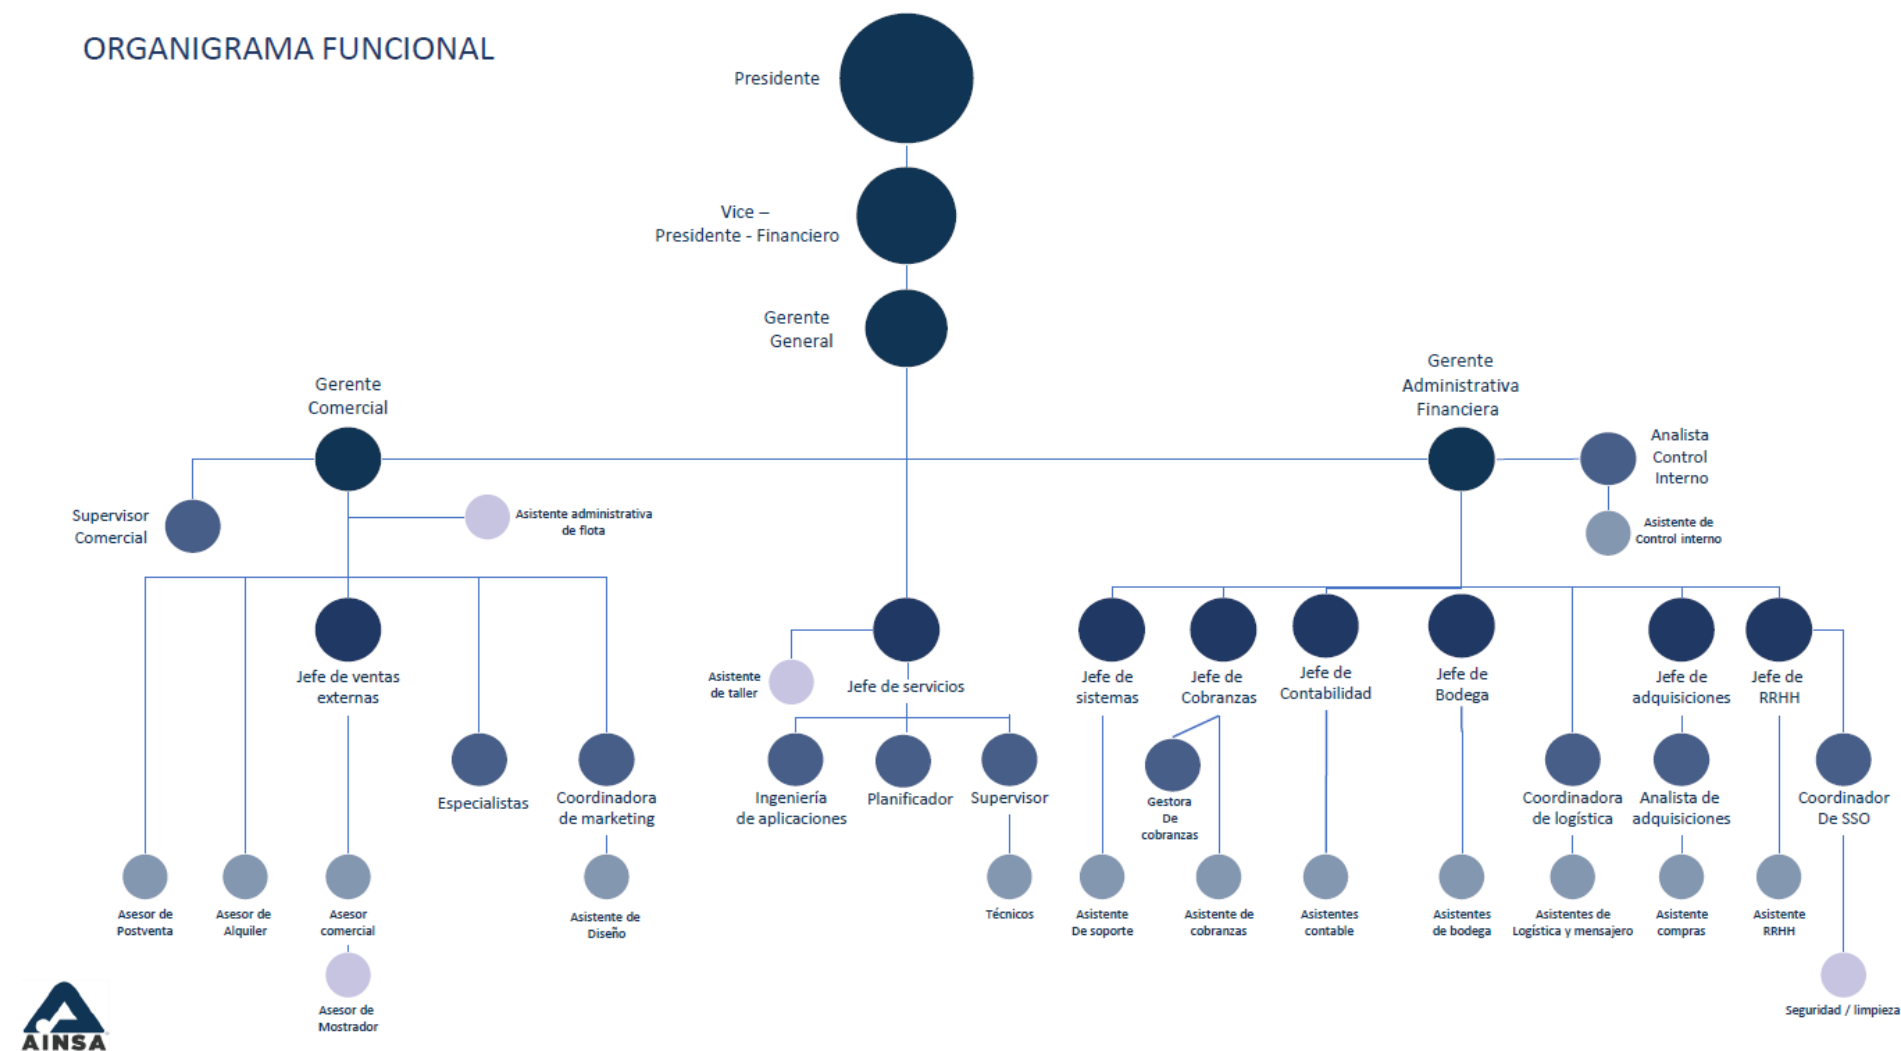 ORGANIGRAMA FUNCIONAL
Presidente
Vice –
Presidente - Financiero
Gerente
General
Gerente
Comercial
Gerente
Administrativa
Financiera
Analista
Control
Interno
Supervisor
Comercial
Asistente administrativa
de flota
Asistente de
Control interno
Jefe de ventas
externas
Asistente
de taller
Jefe de servicios
Jefe de
sistemas
Jefe de
Cobranzas
Jefe de
Contabilidad
Jefe de
Bodega
Jefe de
adquisiciones
Jefe de
RRHH
Especialistas
Coordinadora
de marketing
Ingeniería
de aplicaciones
Planificador
Supervisor
Gestora
De
cobranzas
Coordinadora
de logística
Analista de
adquisiciones
Coordinador
De SSO
Asesor de
Postventa
Asesor de
Alquiler
Asesor
comercial
Asistente de
Diseño
Técnicos
Asistente
De soporte
Asistente de
cobranzas
Asistentes
contable
Asistentes
de bodega
Asistentes de
Logística y mensajero
Asistente
compras
Asistente
RRHH
Asesor de
Mostrador
Seguridad / limpieza
AINSA